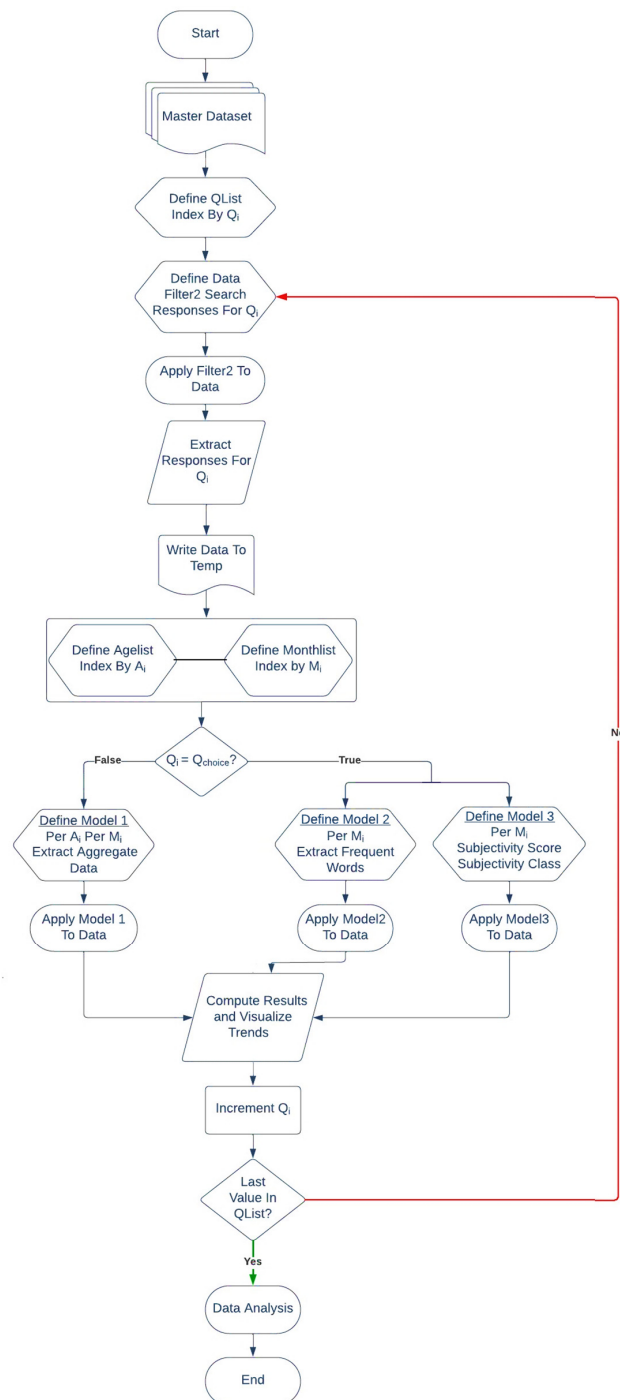 Start
Master Dataset
Define QList
Index By Qi
Define Data
Filter2 Search
Responses For Qi
Apply Filter2 To
Data
Extract
Responses For
Qi
Write Data To
Temp
Define Agelist
Index By Ai
Define Monthlist
Index by Mi
Qi = Qchoice?
False
True
Define Model 1
Per Ai Per Mi
Extract Aggregate
Data
Define Model 2
Per Mi
Extract Frequent
Words
Define Model 3
Per Mi
Subjectivity Score
Subjectivity Class
Apply Model 1
To Data
Apply Model2
To Data
Apply Model3
To Data
Compute Results
and Visualize
Trends
Increment Qi
Last
Value In
QList?
Yes
Data Analysis
End